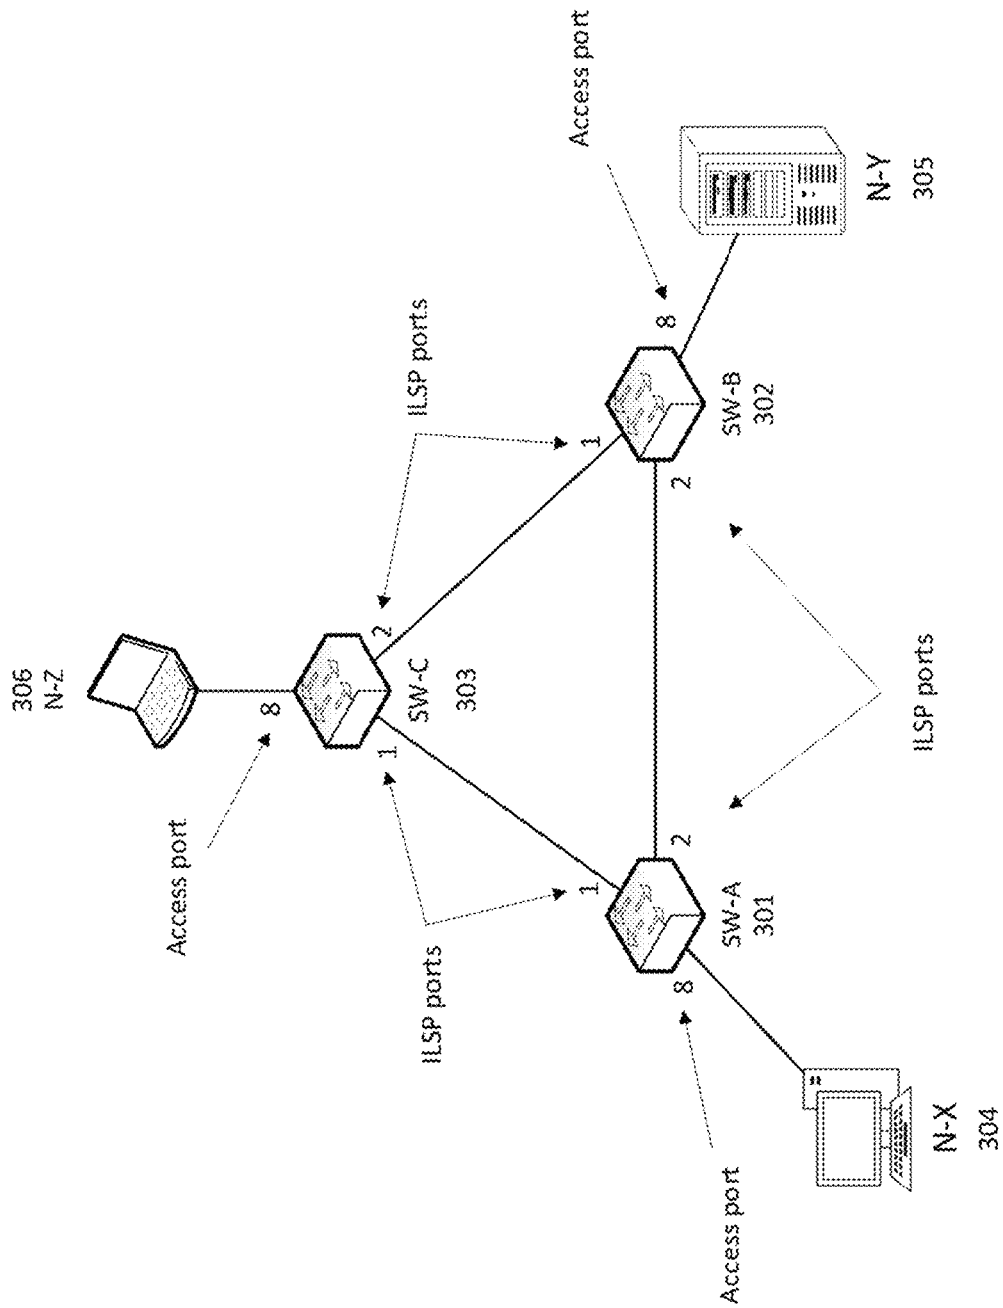 306
N-Z
Access port
8
1
2
SW-C
303
ILSP ports
ILSP ports
Access port
1
2
SW-A
301
8
Access port
N-X
304
1
2
8
SW-B
302
ILSP ports
N-Y
305